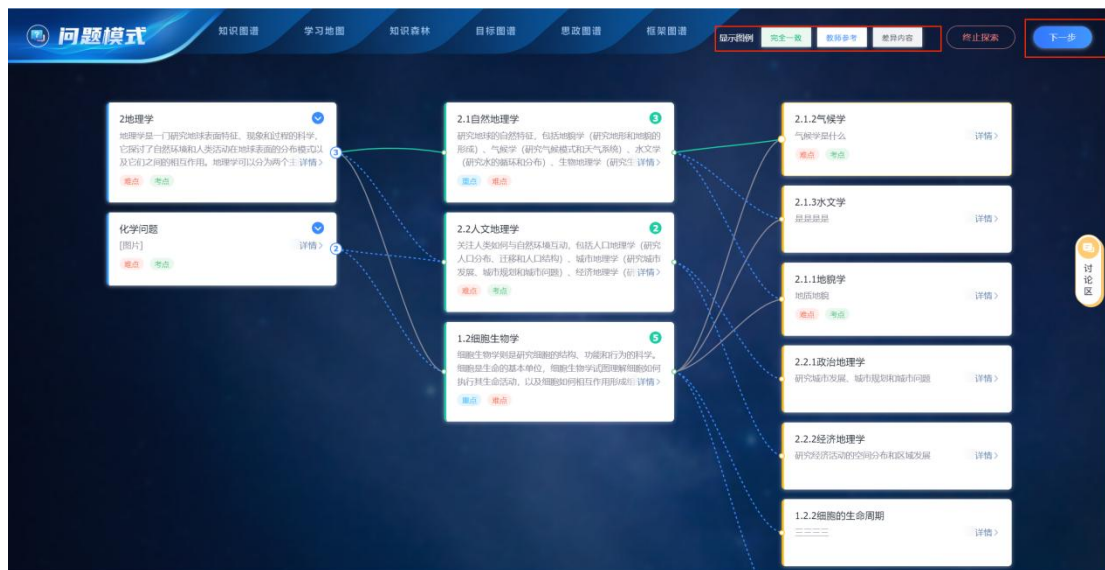 问题模式
知识图谱
学习地图
知识森林
目标图谱
思政图谱
框架图谱
显示图例
完全一致
教师参考
差异内容
终止探索
下一步
2地理学
地理学是一门研究地球表面特征、现象和过程的科学,
它探讨了自然环境和人类活动在地球表面的分布模式以
及它们之间的相互作用。地理学可以分为两个主 详情>
3
难点 考点
化学问题
[图片] 详情>
2
难点 考点
2.1自然地理学 3
研究地球的自然特征,包括地貌学(研究地形和地貌的
形成)、气候学(研究气候模式和天气系统)、水文学
(研究水的循环和分布)、生物地理学(研究生 详情>
重点 难点
2.2人文地理学 2
关注人类如何与自然环境互动,包括人口地理学(研究
人口分布、迁移和人口结构)、城市地理学(研究城市
发展、城市规划和城市问题)、经济地理学(研 详情>
难点 考点
1.2细胞生物学 5
细胞生物学则是研究细胞的结构、功能和行为的科学。
细胞是生命的基本单位,细胞生物学试图理解细胞如何
执行其生命活动,以及细胞如何相互作用形成组 详情>
重点 难点
2.1.2气候学
气候学是什么 详情>
难点 考点
2.1.3水文学
是是是是 详情>
2.1.1地貌学
地质地貌 详情>
难点 考点
2.2.1政治地理学
研究城市发展、城市规划和城市问题 详情>
2.2.2经济地理学
研究经济活动的空间分布和区域发展 详情>
1.2.2细胞的生命周期
三三三三 详情>
讨
论
区